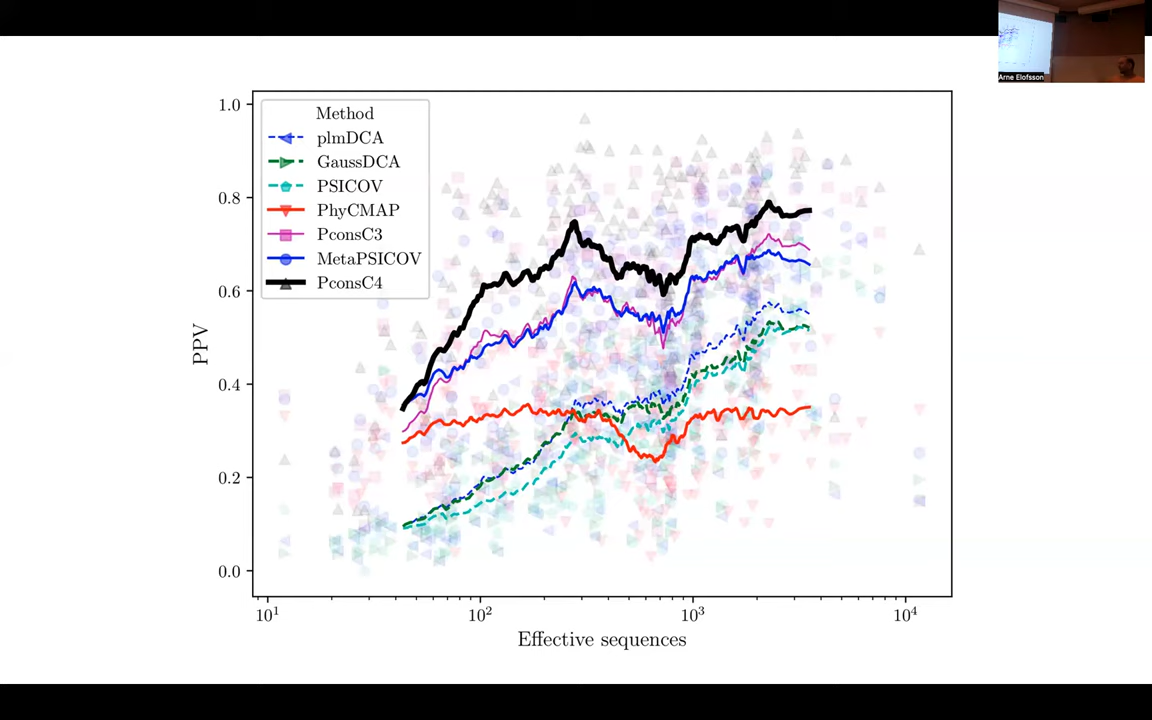 Arne Elofsson
1.0
0.8
0.6
0.4
0.2
0.0
PPV
Method
plmDCA
GaussDCA
PSICOV
PhyCMAP
PconsC3
MetaPSICOV
PconsC4
10¹
10²
10³
10⁴
Effective sequences